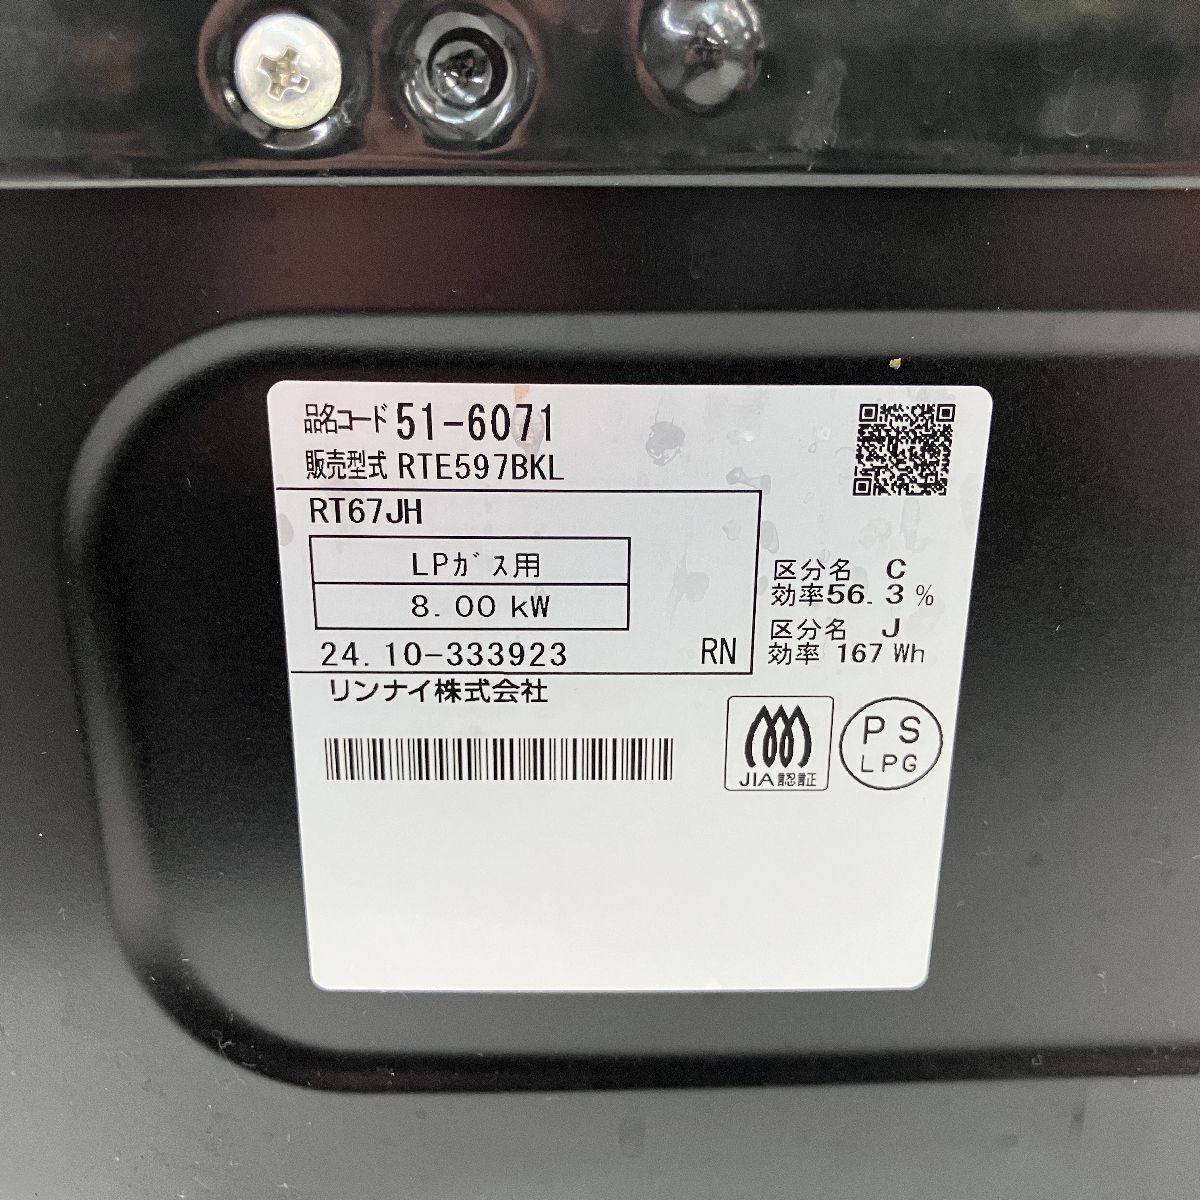 品名コード 51-6071
販売型式 RTE597BKL
RT67JH
LPガス用
8.00 kW
24.10-333923 RN
リンナイ株式会社
区分名 C
効率56.3%
区分名 J
効率 167 Wh
JIA認証
PS
LPG